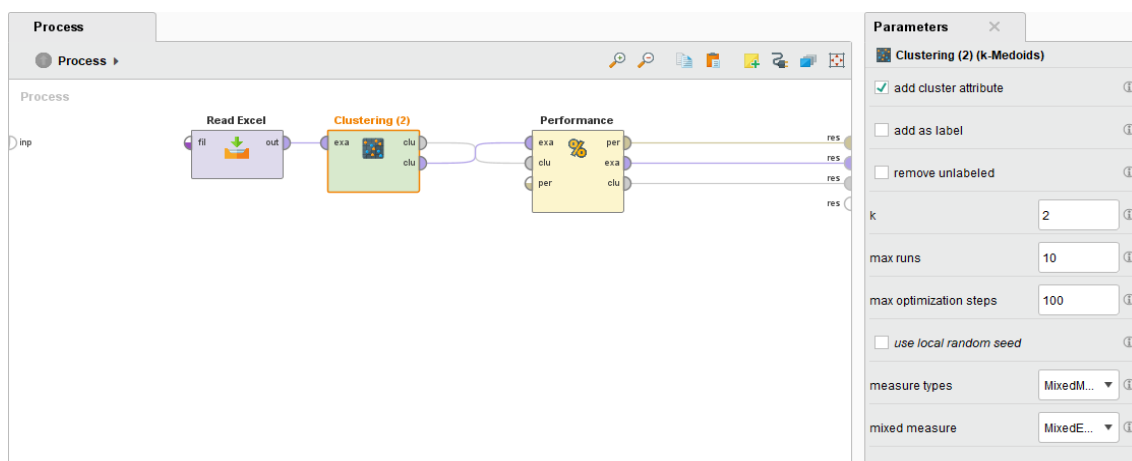 Process
Process
Process
inp
Read Excel
fil
out
Clustering (2)
exa
clu
clu
Performance
%
exa
per
clu
exa
per
clu
res
res
res
res
Parameters
Clustering (2) (k-Medoids)
add cluster attribute
add as label
remove unlabeled
k 2
max runs 10
max optimization steps 100
use local random seed
measure types MixedM...
mixed measure MixedE...